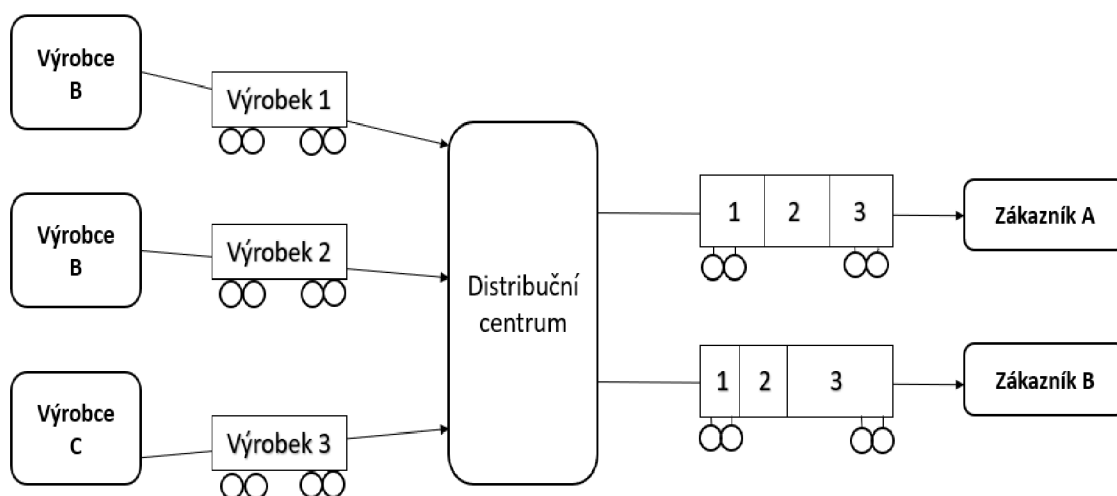 Výrobce
B
Výrobek 1
Výrobce
B
Výrobek 2
Výrobce
C
Výrobek 3
Distribuční
centrum
1 2 3
Zákazník A
1 2 3
Zákazník B